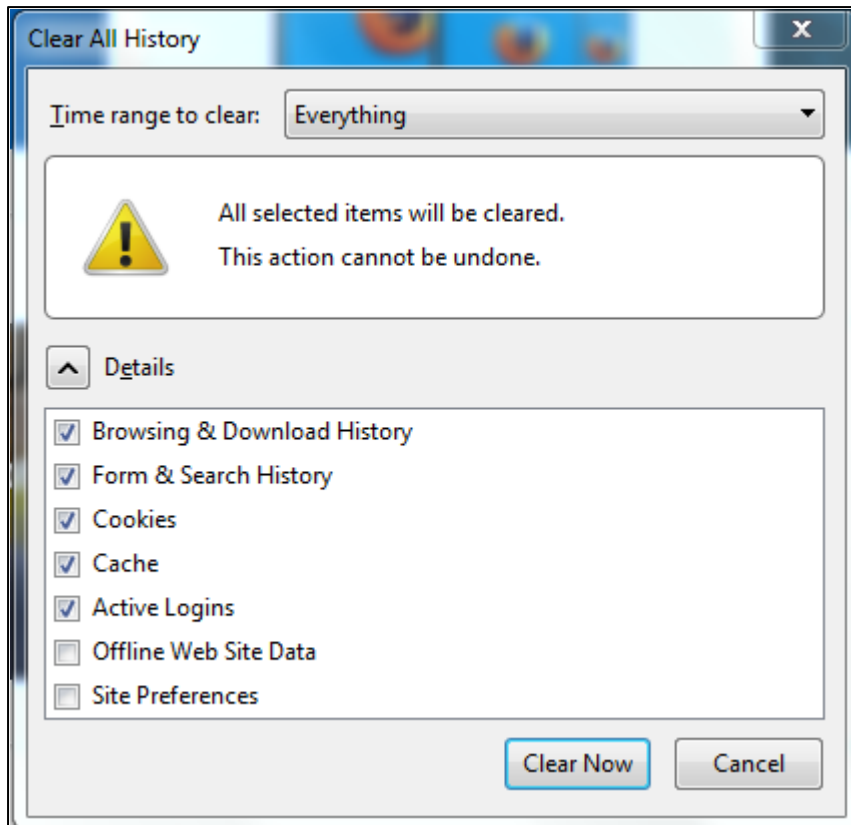 Clear All History
Time range to clear: Everything
All selected items will be cleared.
This action cannot be undone.
Details
Browsing & Download History
Form & Search History
Cookies
Cache
Active Logins
Offline Web Site Data
Site Preferences
Clear Now Cancel